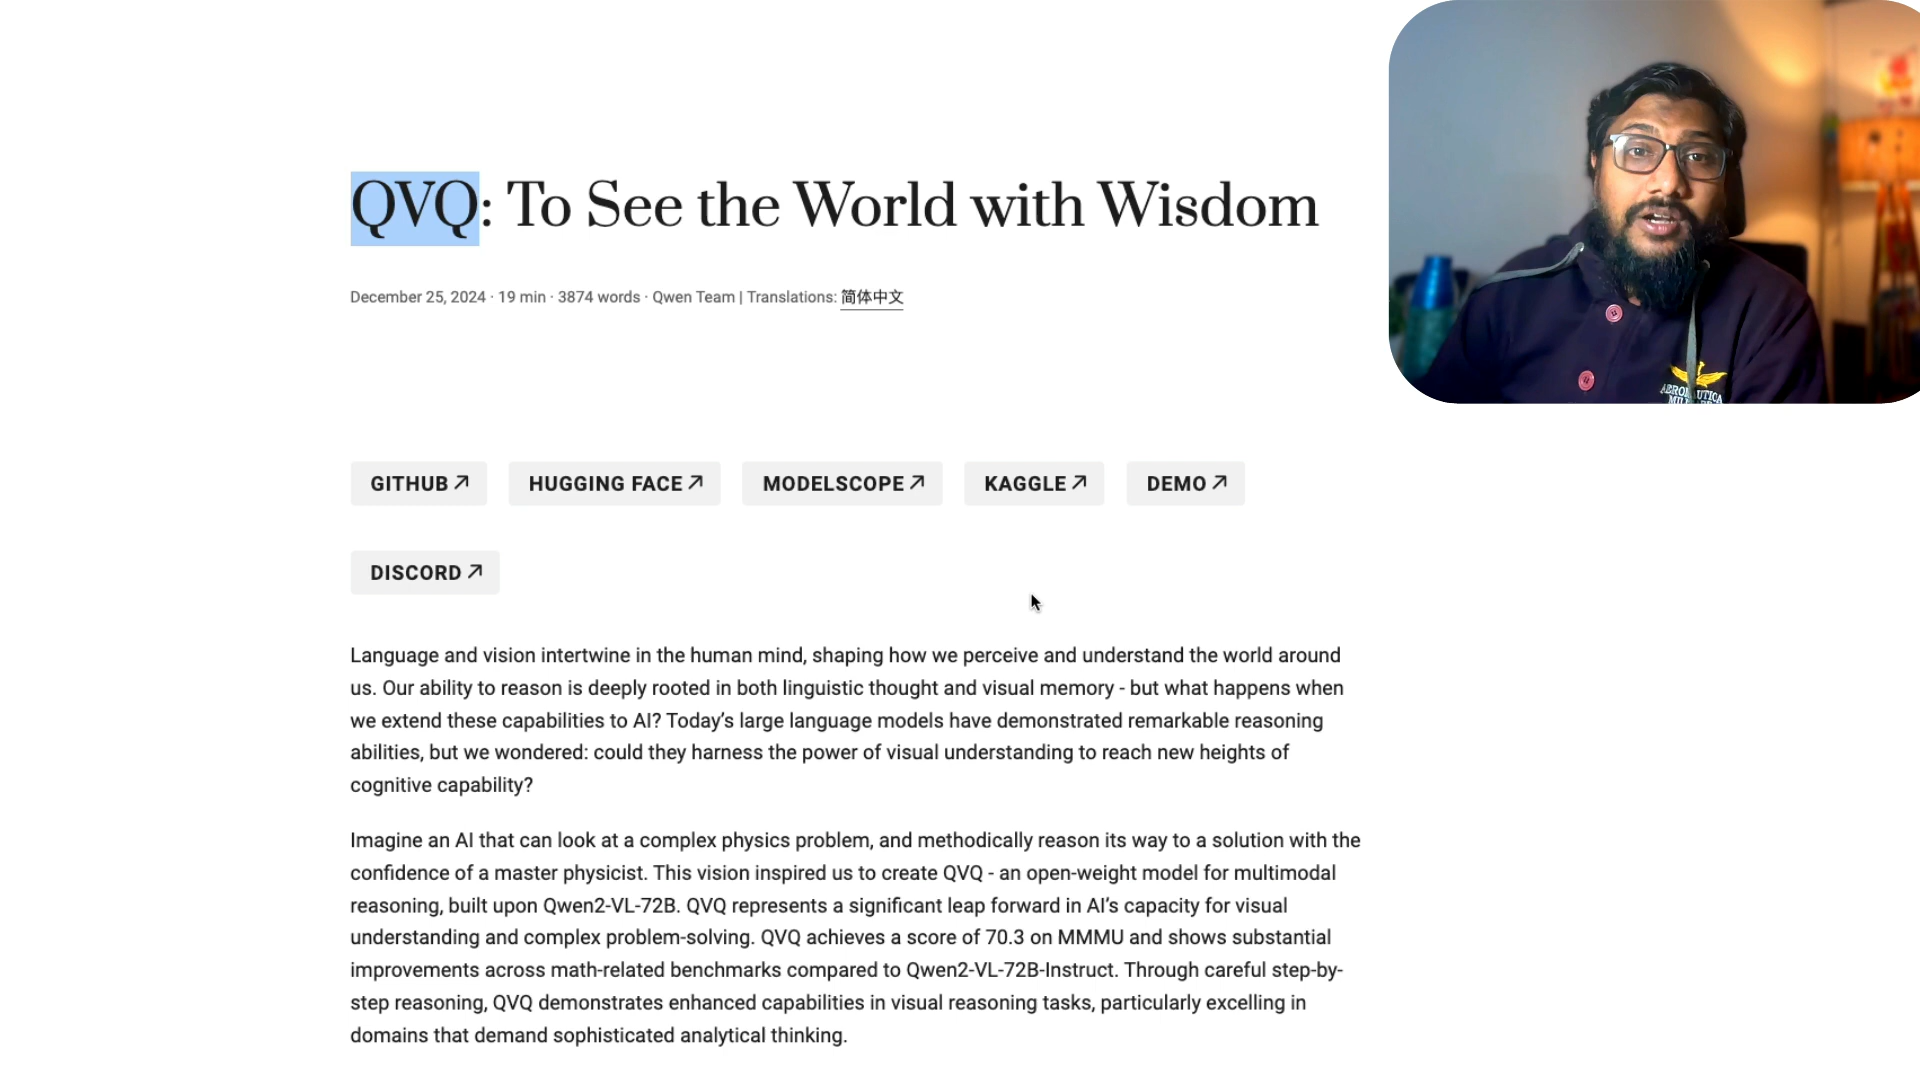 QVQ: To See the World with Wisdom
December 25, 2024 · 19 min · 3874 words · Qwen Team | Translations: 简体中文
GITHUB
HUGGING FACE
MODELSCOPE
KAGGLE
DEMO
DISCORD
Language and vision intertwine in the human mind, shaping how we perceive and understand the world around
us. Our ability to reason is deeply rooted in both linguistic thought and visual memory - but what happens when
we extend these capabilities to AI? Today’s large language models have demonstrated remarkable reasoning
abilities, but we wondered: could they harness the power of visual understanding to reach new heights of
cognitive capability?
Imagine an AI that can look at a complex physics problem, and methodically reason its way to a solution with the
confidence of a master physicist. This vision inspired us to create QVQ - an open-weight model for multimodal
reasoning, built upon Qwen2-VL-72B. QVQ represents a significant leap forward in AI’s capacity for visual
understanding and complex problem-solving. QVQ achieves a score of 70.3 on MMMU and shows substantial
improvements across math-related benchmarks compared to Qwen2-VL-72B-Instruct. Through careful step-by-
step reasoning, QVQ demonstrates enhanced capabilities in visual reasoning tasks, particularly excelling in
domains that demand sophisticated analytical thinking.